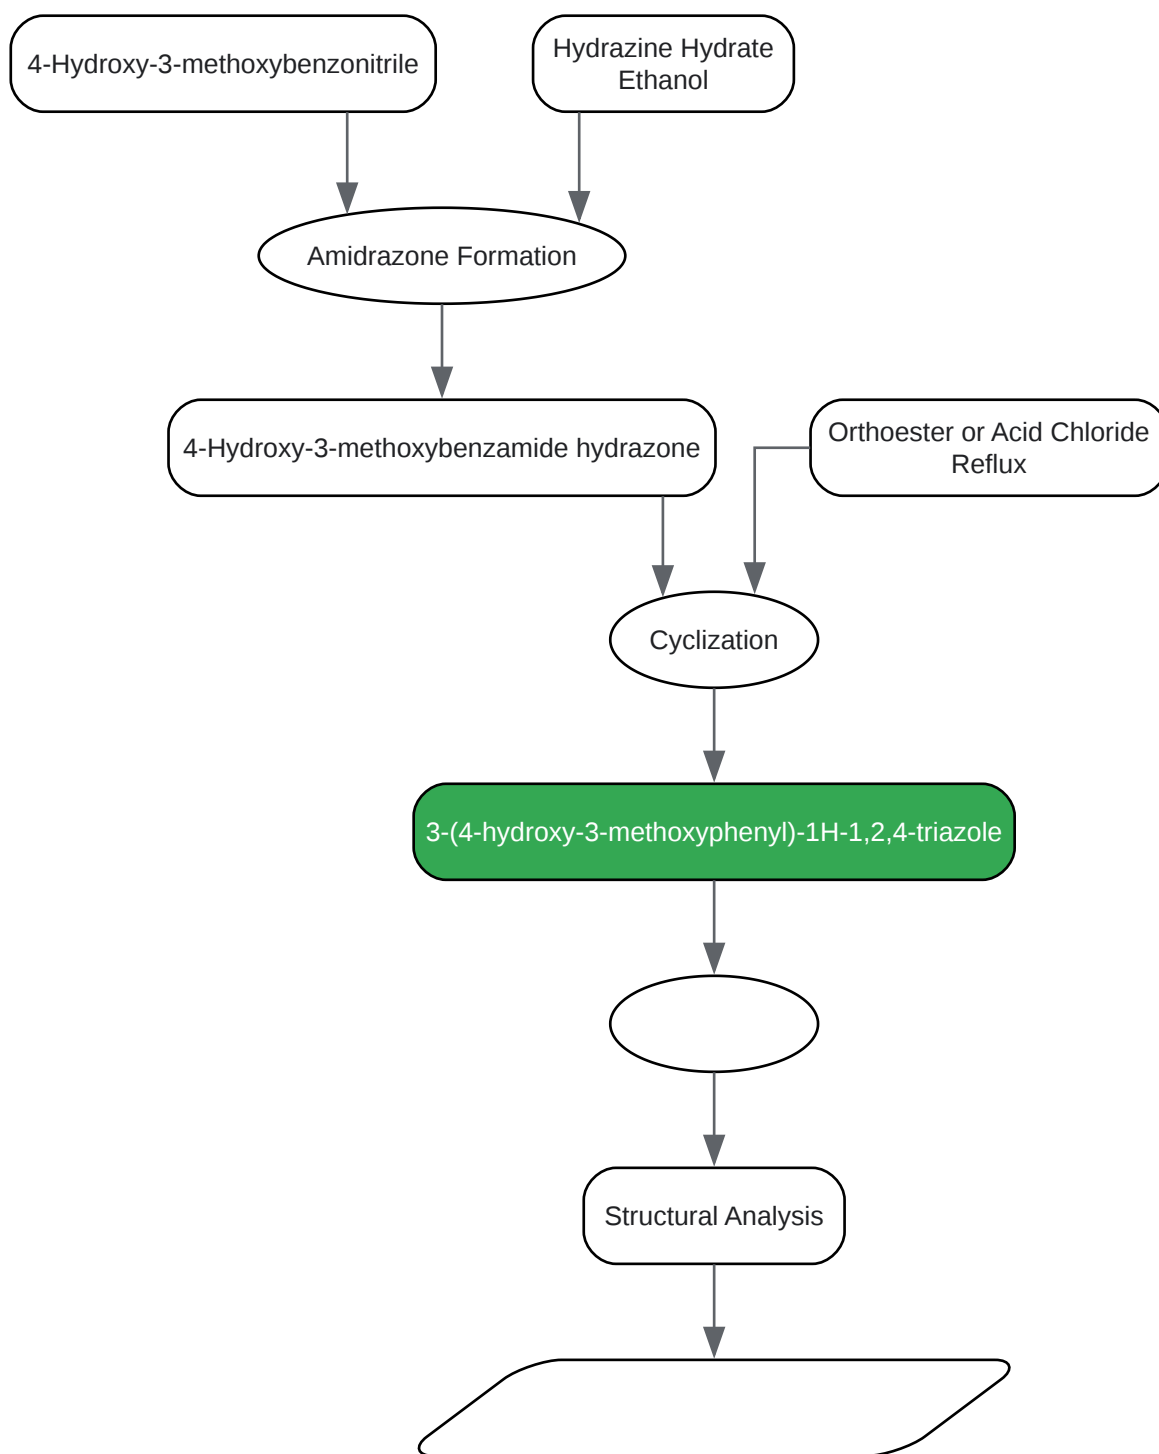 4-Hydroxy-3-methoxybenzonitrile
Hydrazine Hydrate
Ethanol
Amidrazone Formation
4-Hydroxy-3-methoxybenzamide hydrazone
Orthoester or Acid Chloride
Reflux
Cyclization
3-(4-hydroxy-3-methoxyphenyl)-1H-1,2,4-triazole
Structural Analysis